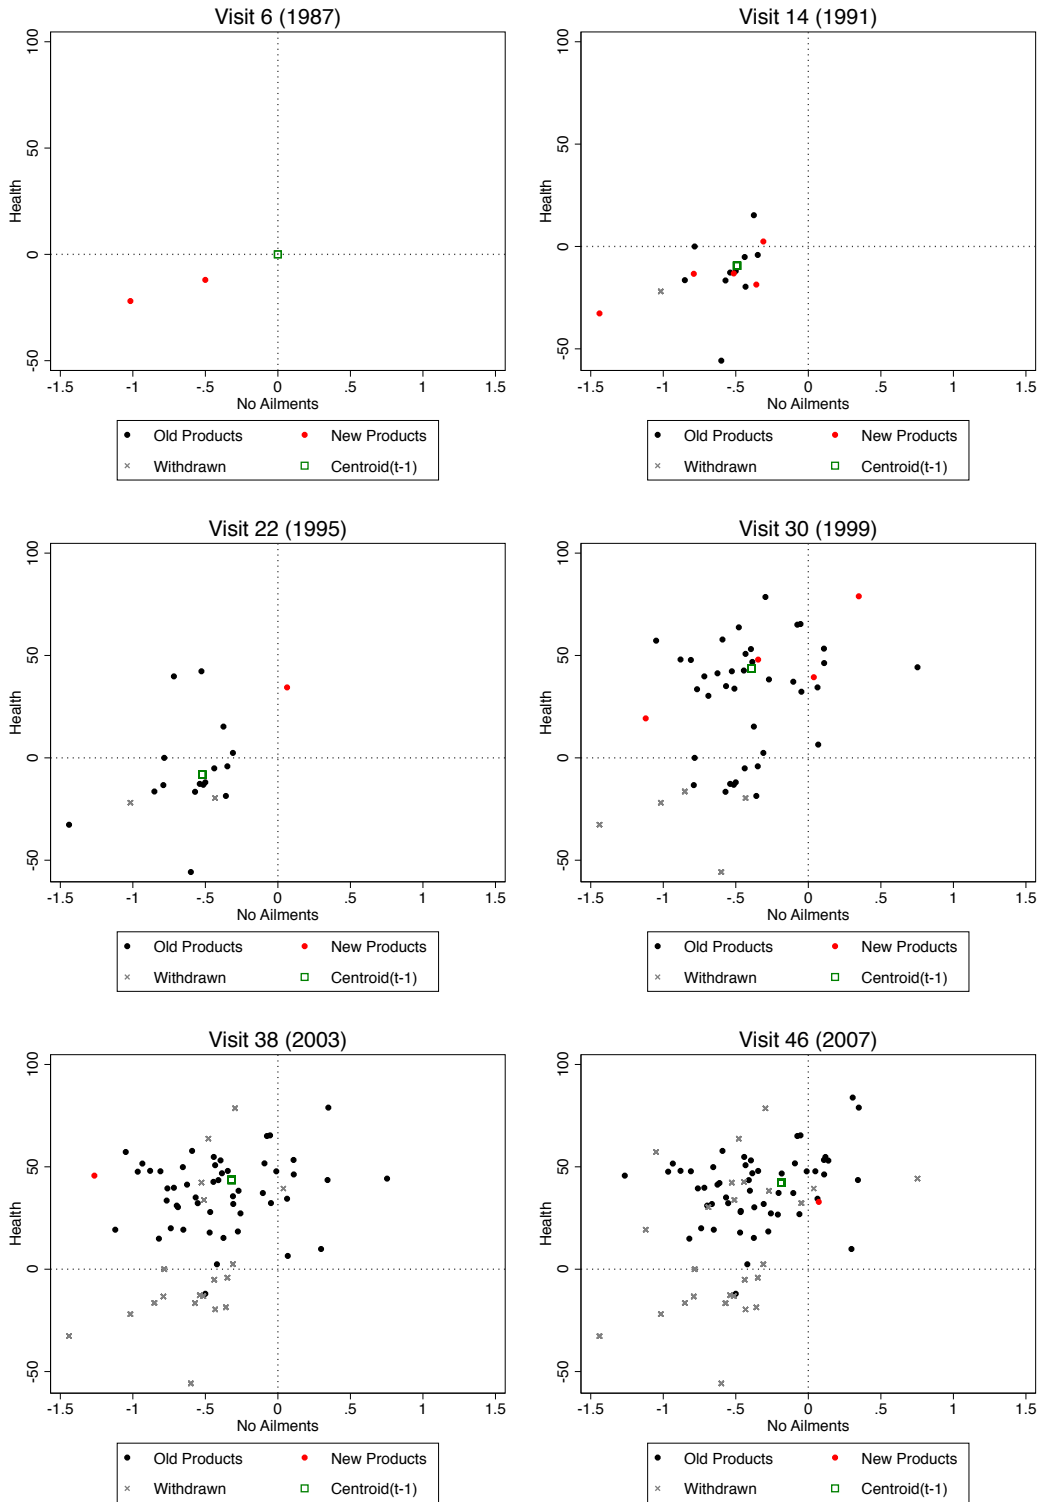 Visit 6 (1987)
Health
100
50
0
-50
-1.5 -1 -.5 0 .5 1 1.5
No Ailments
Old Products New Products
Withdrawn Centroid(t-1)
Visit 14 (1991)
Health
100
50
0
-50
-1.5 -1 -.5 0 .5 1 1.5
No Ailments
Old Products New Products
Withdrawn Centroid(t-1)
Visit 22 (1995)
Health
100
50
0
-50
-1.5 -1 -.5 0 .5 1 1.5
No Ailments
Old Products New Products
Withdrawn Centroid(t-1)
Visit 30 (1999)
Health
100
50
0
-50
-1.5 -1 -.5 0 .5 1 1.5
No Ailments
Old Products New Products
Withdrawn Centroid(t-1)
Visit 38 (2003)
Health
100
50
0
-50
-1.5 -1 -.5 0 .5 1 1.5
No Ailments
Old Products New Products
Withdrawn Centroid(t-1)
Visit 46 (2007)
Health
100
50
0
-50
-1.5 -1 -.5 0 .5 1 1.5
No Ailments
Old Products New Products
Withdrawn Centroid(t-1)